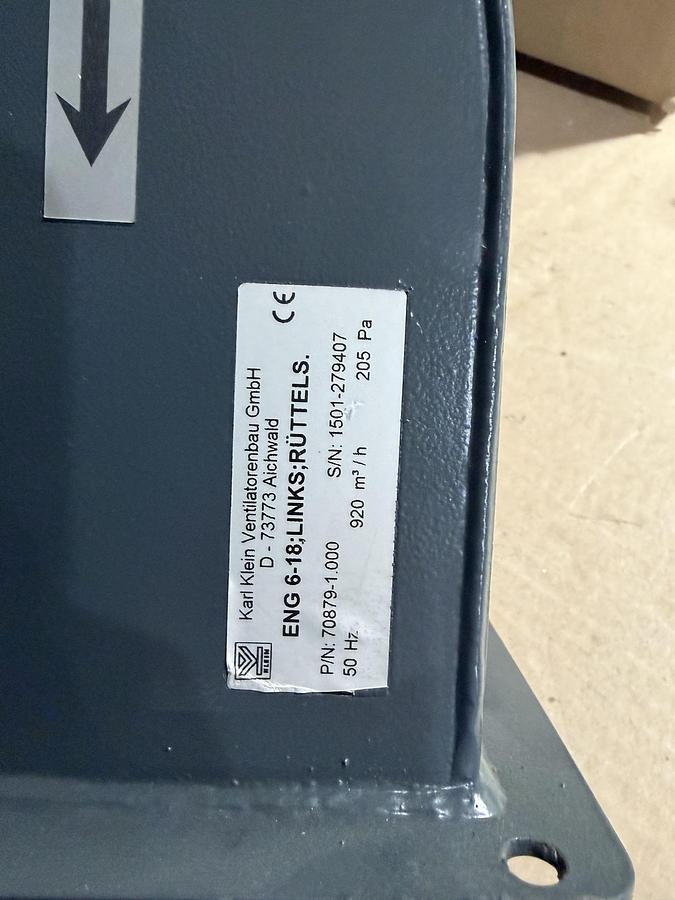 Karl Klein Ventilatorenbau GmbH
D - 73773 Aichwald
CE
ENG 6-18;LINKS;RÜTTELS.
P/N: 70879-1.000 S/N: 1501-279407
50 Hz 920 m³ / h 205 Pa
KLEIN